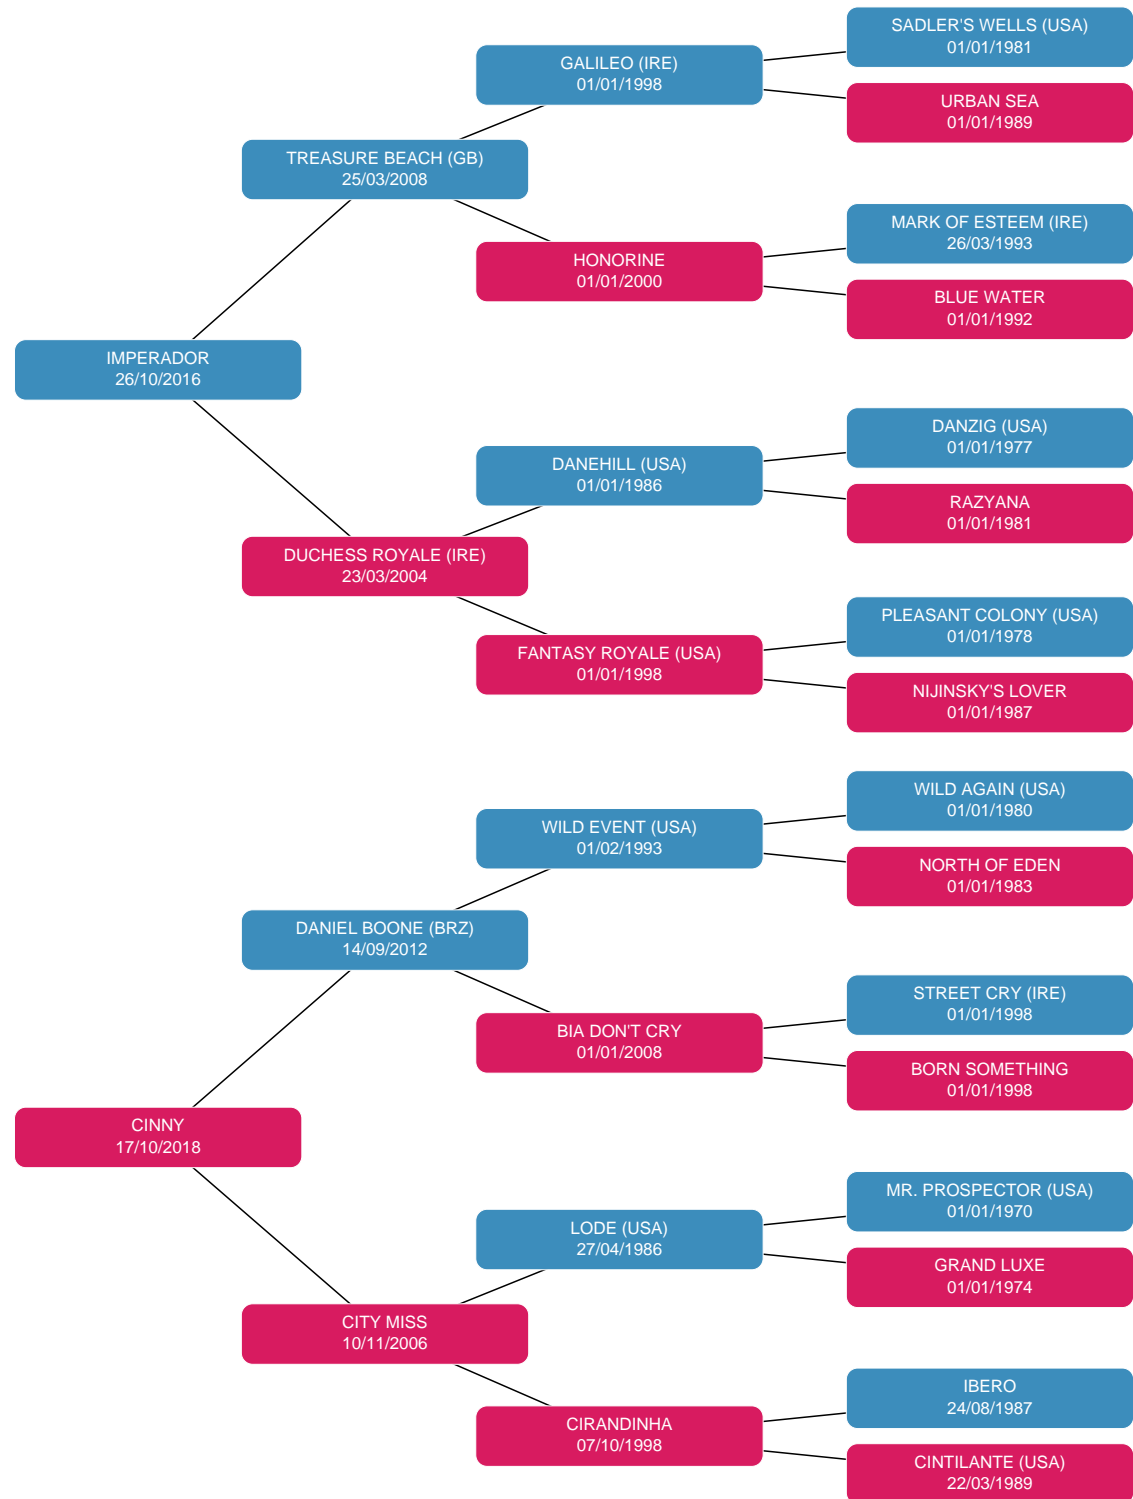 SADLER'S WELLS (USA)
01/01/1981
GALILEO (IRE)
01/01/1998
URBAN SEA
01/01/1989
TREASURE BEACH (GB)
25/03/2008
MARK OF ESTEEM (IRE)
26/03/1993
HONORINE
01/01/2000
BLUE WATER
01/01/1992
IMPERADOR
26/10/2016
DANZIG (USA)
01/01/1977
DANEHILL (USA)
01/01/1986
RAZYANA
01/01/1981
DUCHESS ROYALE (IRE)
23/03/2004
PLEASANT COLONY (USA)
01/01/1978
FANTASY ROYALE (USA)
01/01/1998
NIJINSKY'S LOVER
01/01/1987
WILD AGAIN (USA)
01/01/1980
WILD EVENT (USA)
01/02/1993
NORTH OF EDEN
01/01/1983
DANIEL BOONE (BRZ)
14/09/2012
STREET CRY (IRE)
01/01/1998
BIA DON'T CRY
01/01/2008
BORN SOMETHING
01/01/1998
CINNY
17/10/2018
MR. PROSPECTOR (USA)
01/01/1970
LODE (USA)
27/04/1986
GRAND LUXE
01/01/1974
CITY MISS
10/11/2006
IBERO
24/08/1987
CIRANDINHA
07/10/1998
CINTILANTE (USA)
22/03/1989